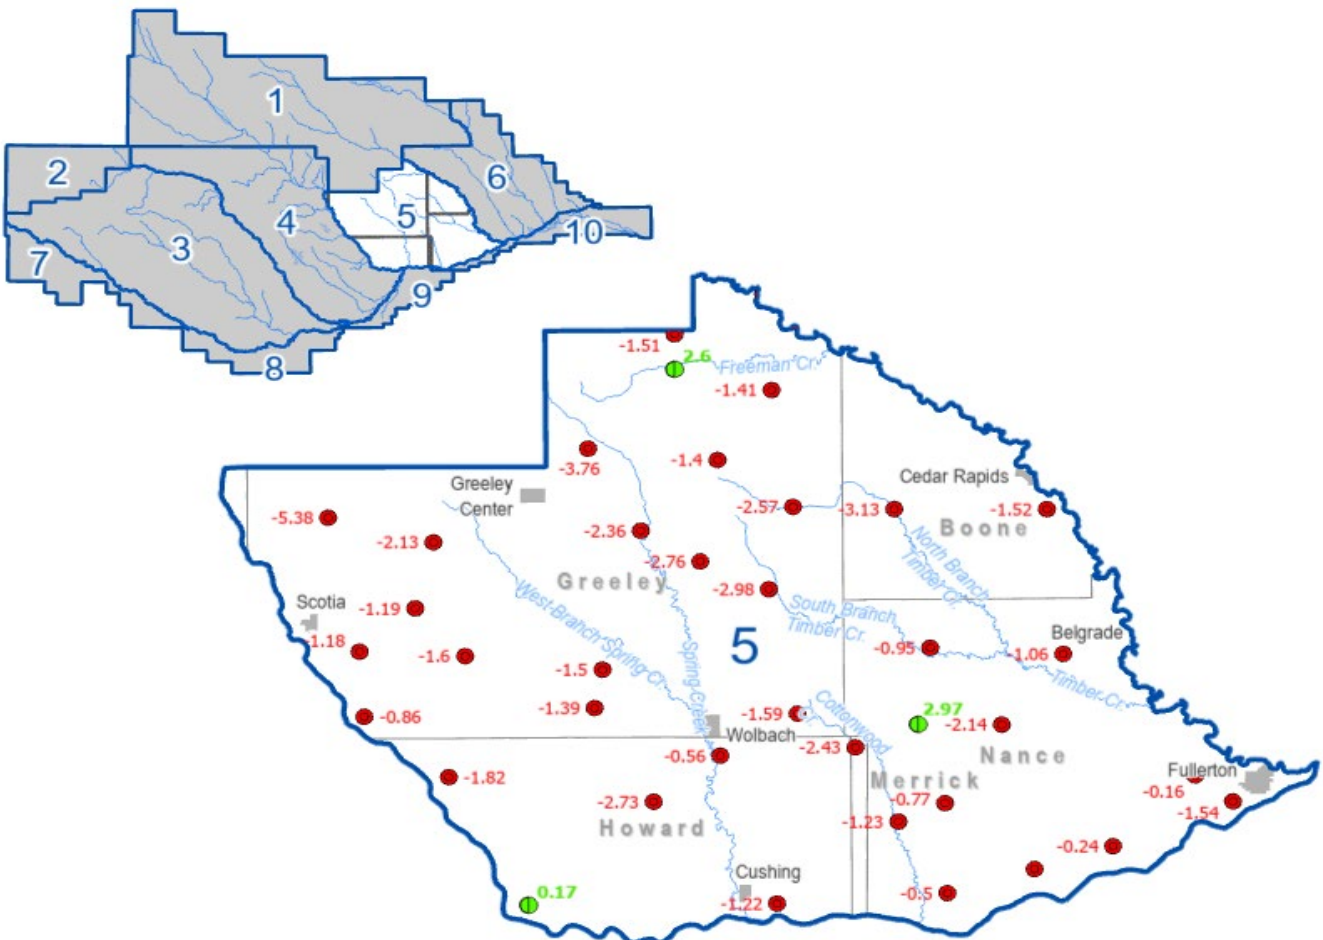 1
2
6
4
5
3
10
7
9
8
-1.51
2.6
Freeman Cr.
-1.41
-3.76
-1.4
Greeley
Center
Cedar Rapids
-5.38
-2.57
-3.13
-1.52
Boone
-2.13
-2.36
-2.76
North Branch
Timber Cr.
Greeley
-2.98
West Branch Spring Cr.
Scotia
-1.19
South Branch
Timber Cr.
-1.18
-1.6
5
-0.95
Belgrade
-1.06
-1.5
Spring Creek
Timber Cr.
-0.86
-1.39
-1.59
Cottonwood
Cr.
2.97
-2.14
Wolbach
-0.56
-2.43
Nance
-1.82
Merrick
Fullerton
-2.73
-0.77
-0.16
Howard
-1.23
-1.54
-0.24
Cushing
0.17
-1.22
-0.5